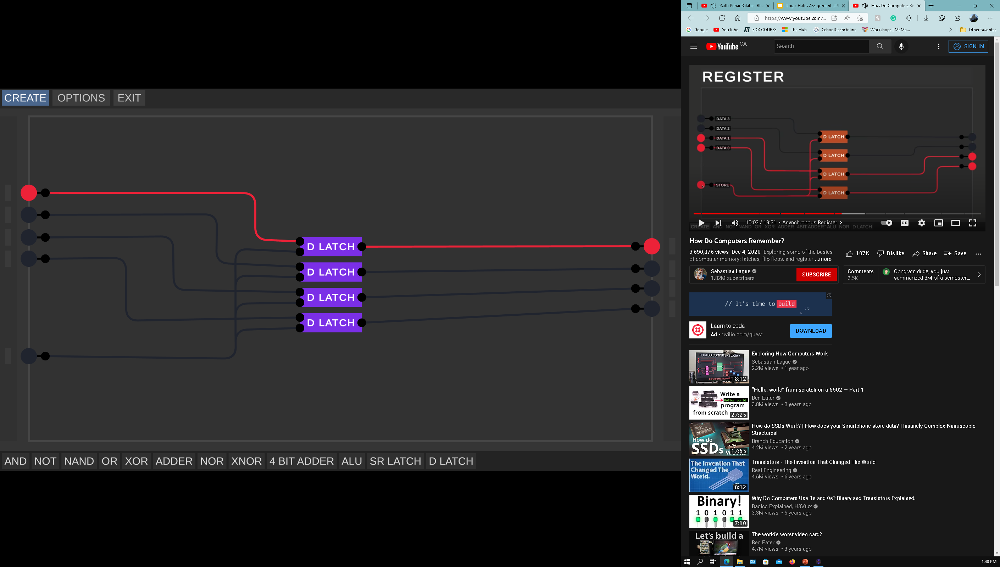 CREATE OPTIONS EXIT
D LATCH
D LATCH
D LATCH
D LATCH
AND NOT NAND OR XOR ADDER NOR XNOR 4 BIT ADDER ALU SR LATCH D LATCH
Aath Pehar Salahe | Bh
Logic Gates Assignment UP
How Do Computers Re
https://www.youtube.com/...
Google YouTube EDX COURSE The Hub SchoolCashOnline Workshops | McMa... Other favorites
YouTube CA
Search
SIGN IN
REGISTER
DATA 3
DATA 2
DATA 1
DATA 0
STORE
D LATCH
D LATCH
D LATCH
D LATCH
10:03 / 19:31 • Asynchronous Register
CC
CREATE AND NOT NAND OR XOR ADDER 4BIT ADDER ALU NOR D LATCH
How Do Computers Remember?
3,690,876 views Dec 4, 2020 Exploring some of the basics
of computer memory: latches, flip flops, and register ...more
107K Dislike Share Save
Sebastian Lague
1.02M subscribers
SUBSCRIBE
Comments
3.5K
Congrats dude, you just
summarized 3/4 of a semester...
// It's time to build
</>
Learn to code
Ad • twilio.com/quest
DOWNLOAD
HOW DO COMPUTERS WORK?
18:12
Exploring How Computers Work
Sebastian Lague
2.2M views • 1 year ago
Write a
Hello, world!
program
from scratch
27:25
"Hello, world" from scratch on a 6502 — Part 1
Ben Eater
3.8M views • 3 years ago
How do
SSDs
17:55
How do SSDs Work? | How does your Smartphone store data? | Insanely Complex Nanoscopic
Structures!
Branch Education
4.2M views • 2 years ago
The Invention That
Changed The
World.
8:12
Transistors - The Invention That Changed The World
Real Engineering
4.6M views • 6 years ago
Binary!
1 0 1 0 1 1
7:00
Why Do Computers Use 1s and 0s? Binary and Transistors Explained.
Basics Explained, H3Vtux
3.3M views • 5 years ago
Let's build a
The world's worst video card?
Ben Eater
4.7M views • 3 years ago
1:40 PM